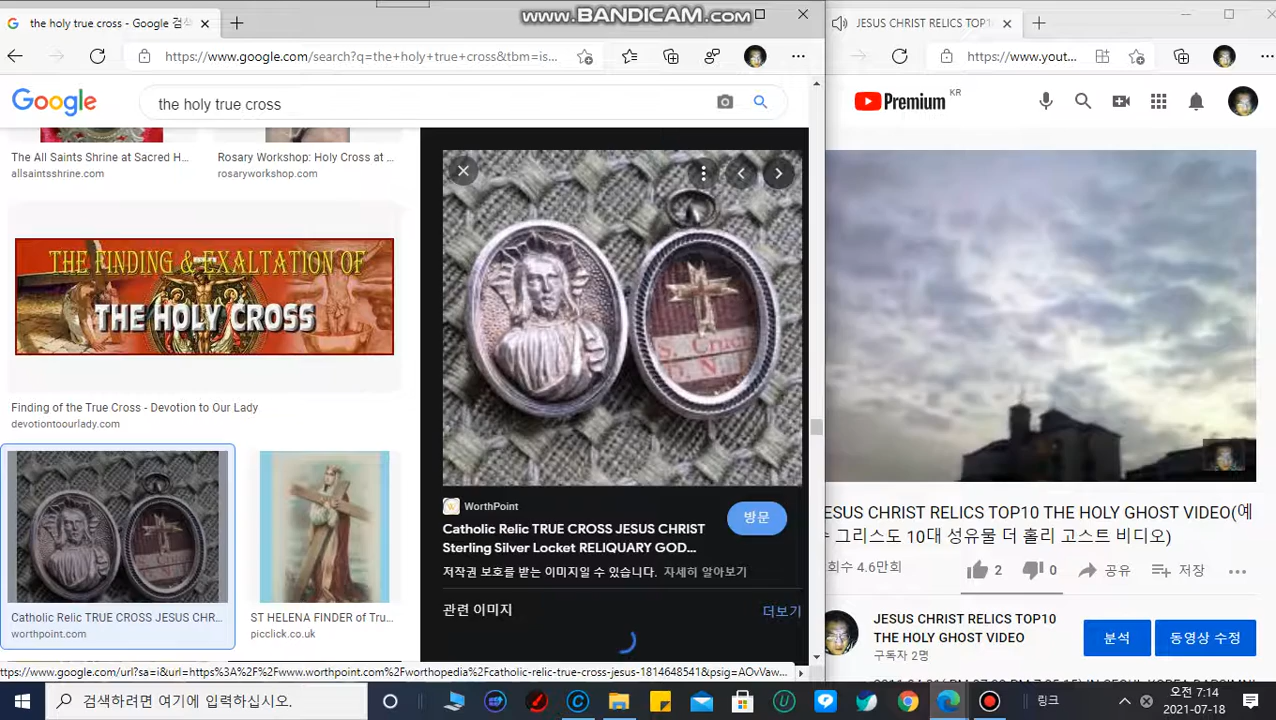 the holy true cross - Google 검색
www.BANDICAM.com
https://www.google.com/search?q=the+holy+true+cross&tbm=is...
Google
the holy true cross
The All Saints Shrine at Sacred H...
allsaintsshrine.com
Rosary Workshop: Holy Cross at ...
rosaryworkshop.com
THE FINDING & EXALTATION OF
THE HOLY CROSS
Finding of the True Cross - Devotion to Our Lady
devotiontoourlady.com
Catholic Relic TRUE CROSS JESUS CHR...
worthpoint.com
ST HELENA FINDER of Tru...
picclick.co.uk
S. Cruci
D. N.
WorthPoint
방문
Catholic Relic TRUE CROSS JESUS CHRIST
Sterling Silver Locket RELIQUARY GOD...
저작권 보호를 받는 이미지일 수 있습니다. 자세히 알아보기
관련 이미지
더보기
https://www.google.com/url?sa=i&url=https%3A%2F%2Fwww.worthpoint.com%2Fworthopedia%2Fcatholic-relic-true-cross-jesus-1814648541&psig=AOvVaw...
JESUS CHRIST RELICS TOP1
https://www.yout...
Premium KR
ESUS CHRIST RELICS TOP10 THE HOLY GHOST VIDEO(예
그리스도 10대 성유물 더 홀리 고스트 비디오)
회수 4.6만회
2
0
공유
저장
JESUS CHRIST RELICS TOP10
THE HOLY GHOST VIDEO
구독자 2명
분석
동영상 수정
검색하려면 여기에 입력하십시오.
링크
오전 7:14
2021-07-18